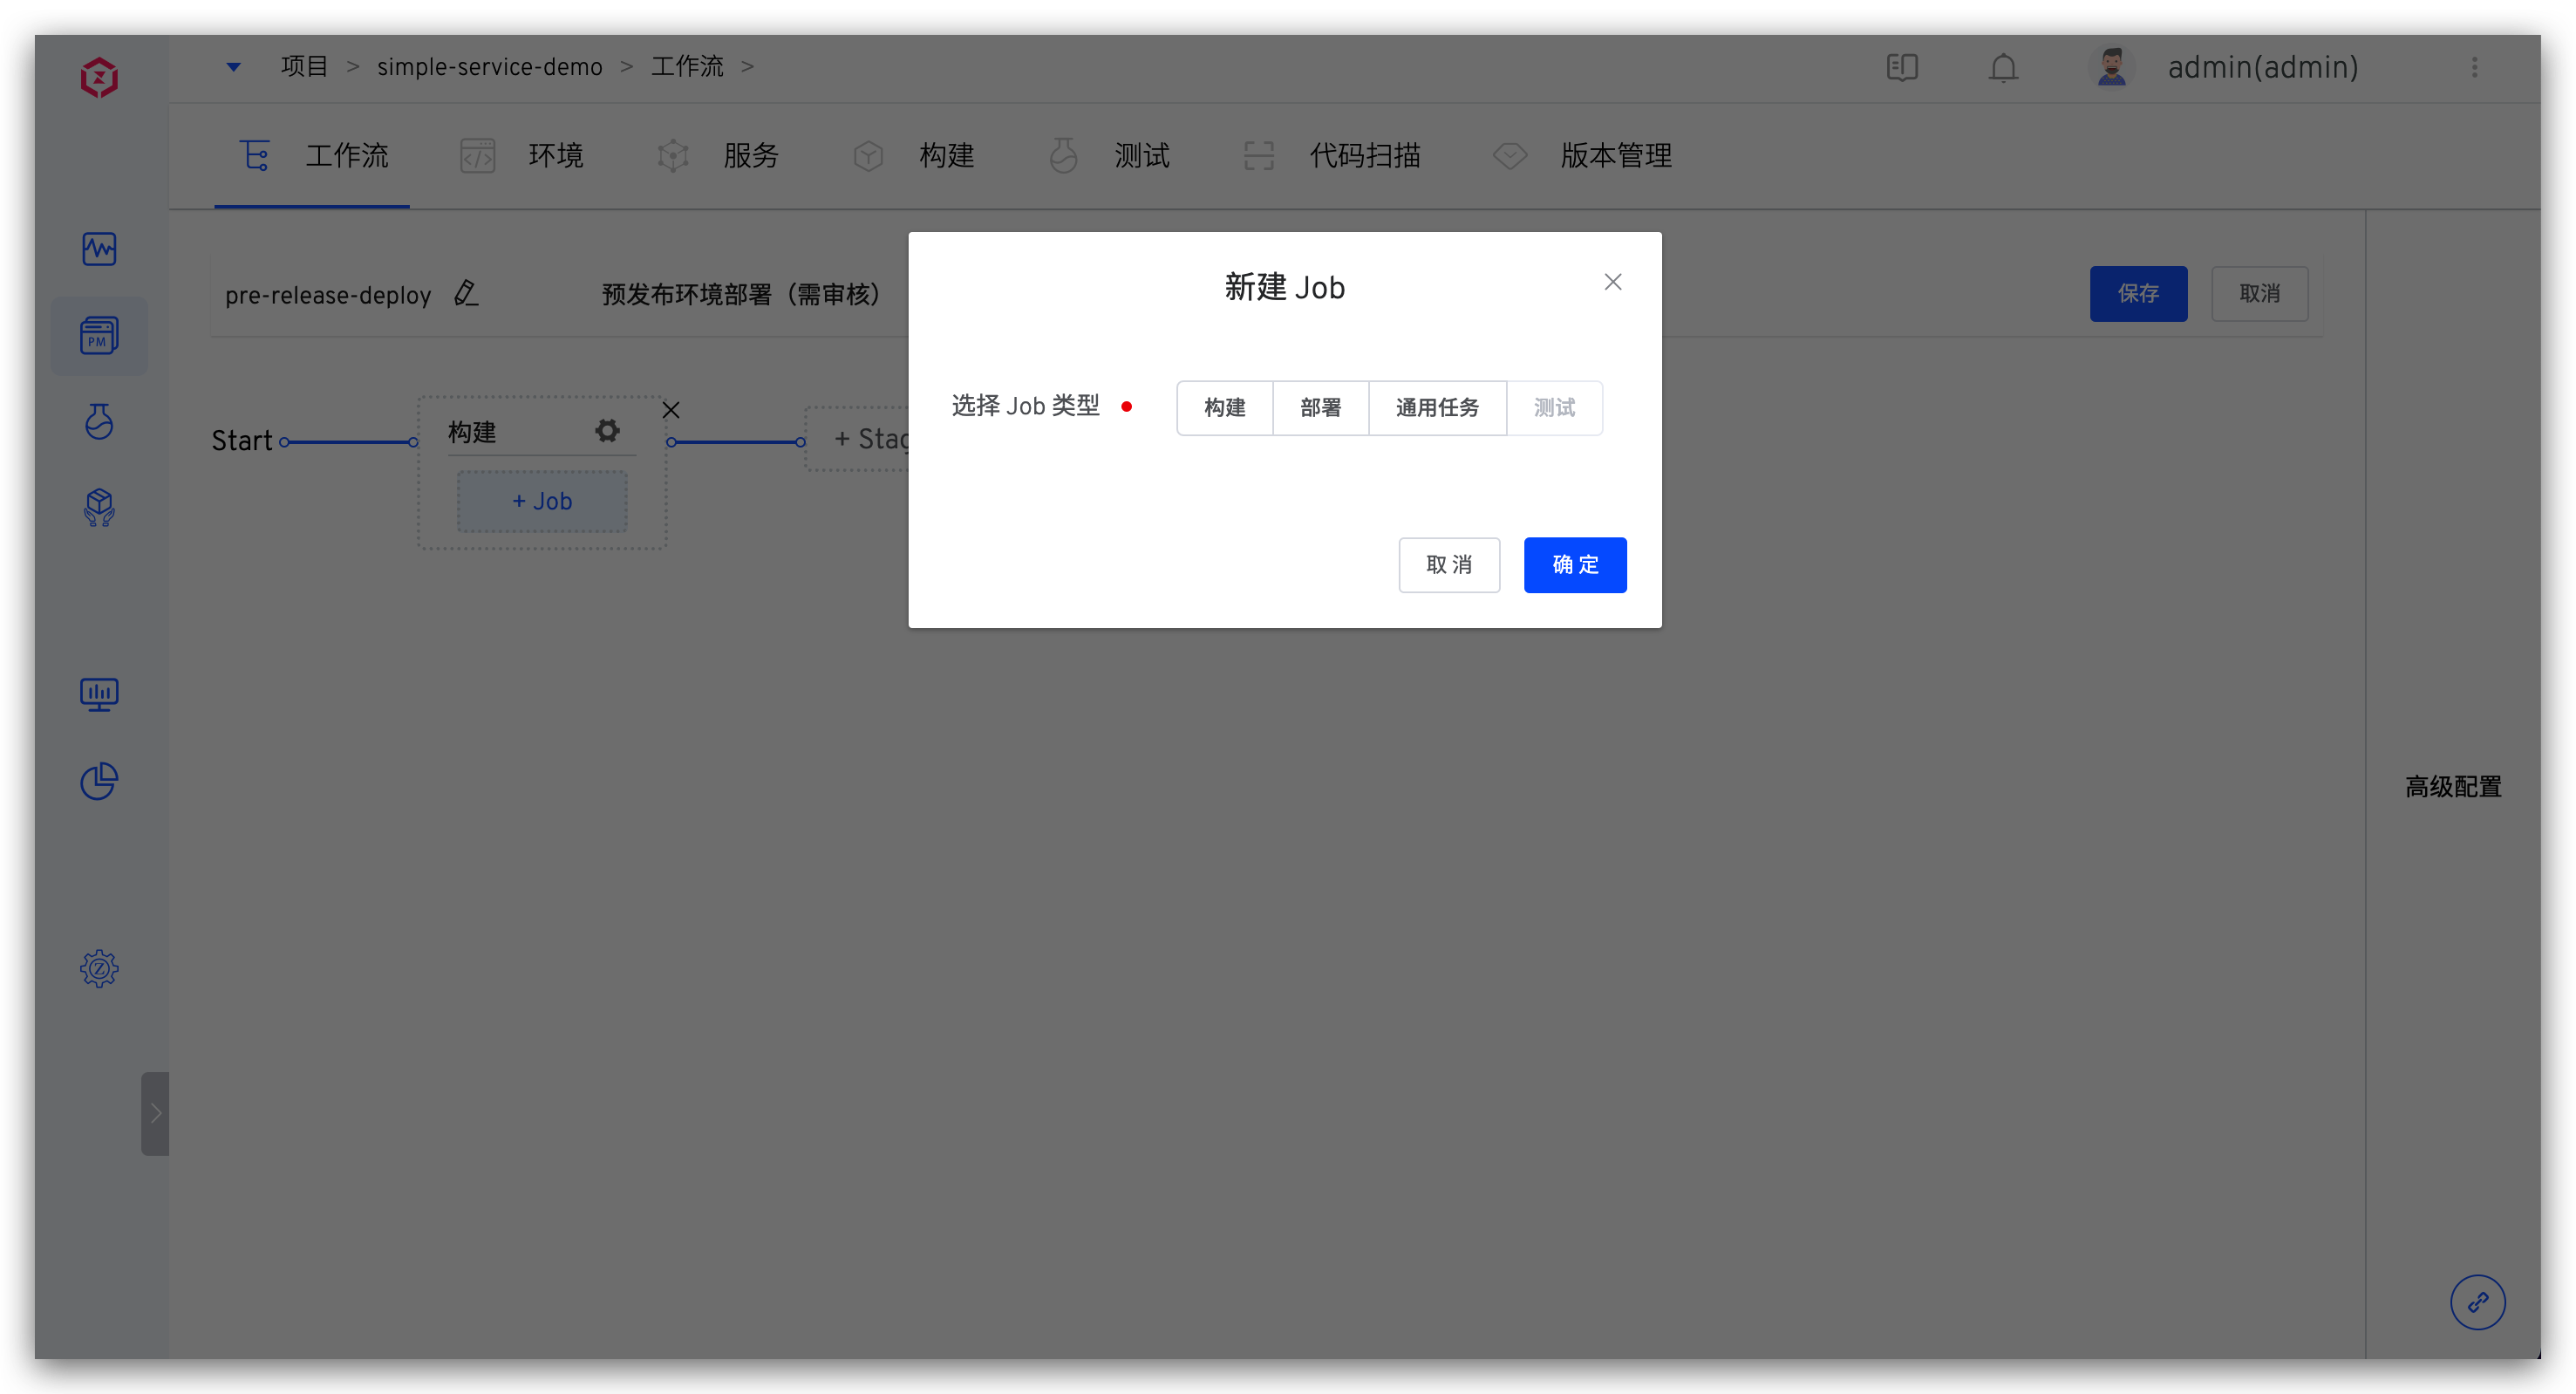 项目 > simple-service-demo > 工作流 >
admin(admin)
工作流 环境 服务 构建 测试 代码扫描 版本管理
PM
pre-release-deploy 预发布环境部署（需审核）
保存 取消
新建 Job
选择 Job 类型 构建 部署 通用任务 测试
取消 确定
Start 构建
+ Job
+ Stag
高级配置